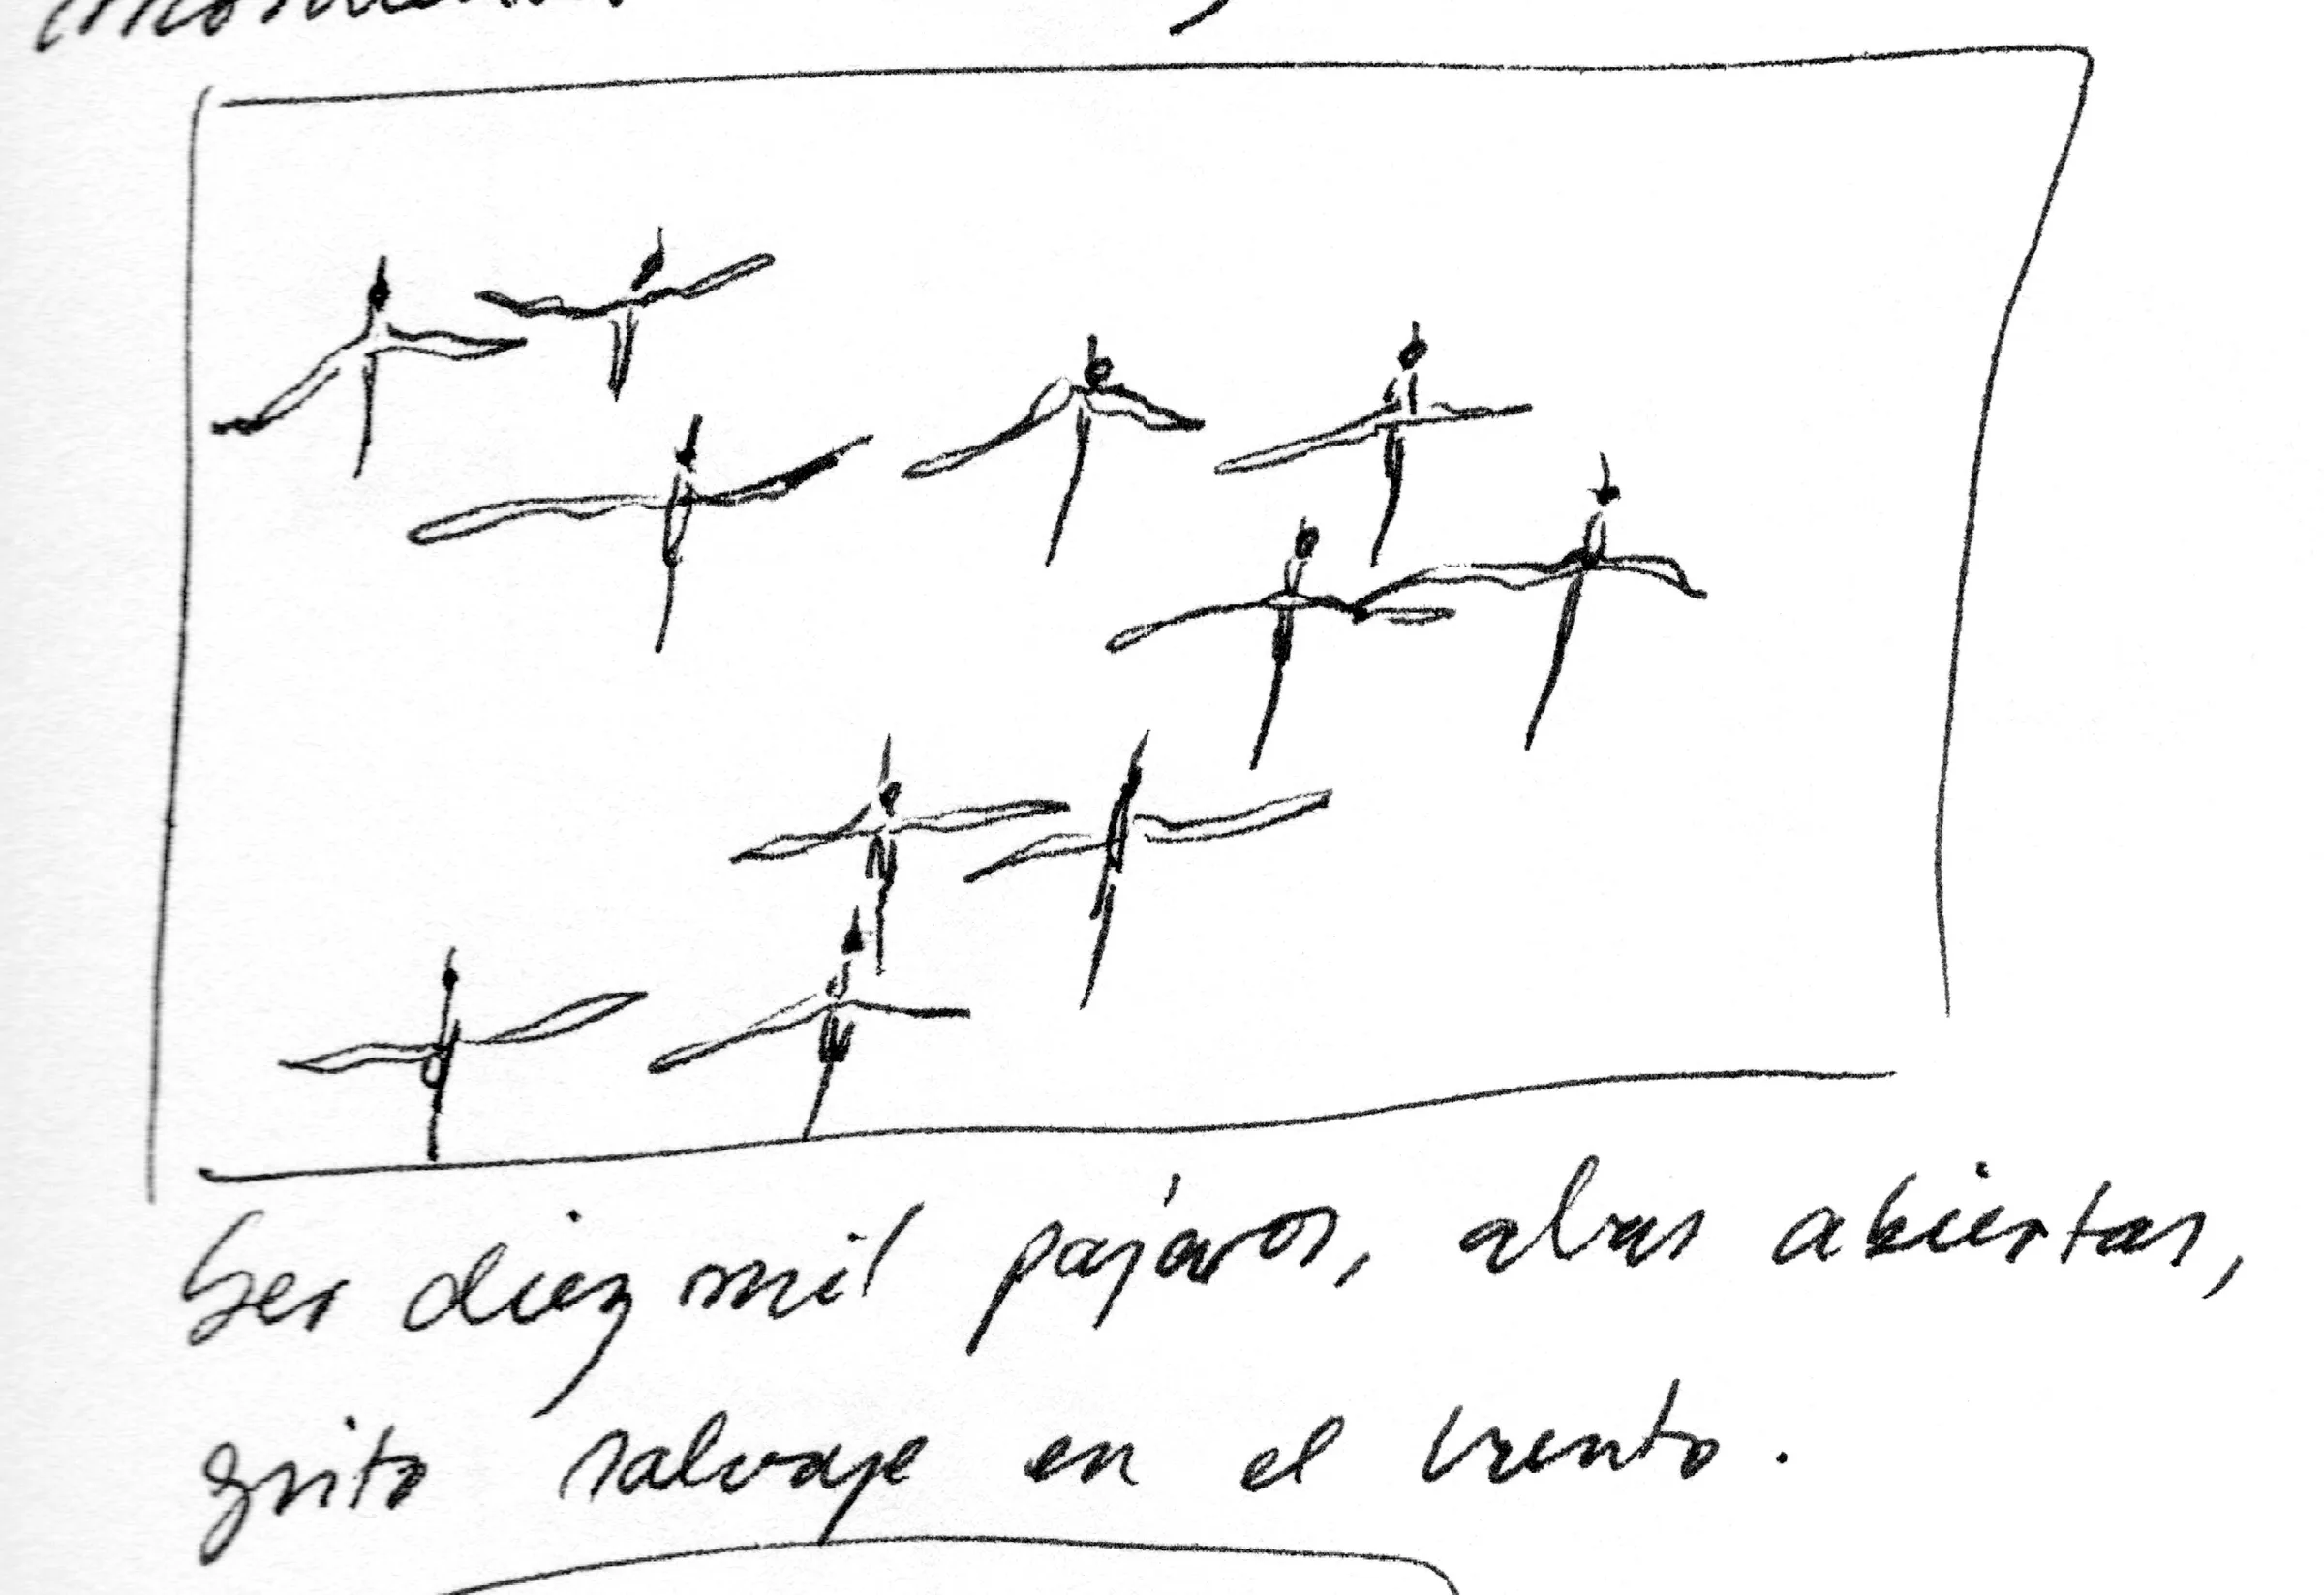 Ser diez mil pájaros, alas abiertas,
grito salvaje en el viento.